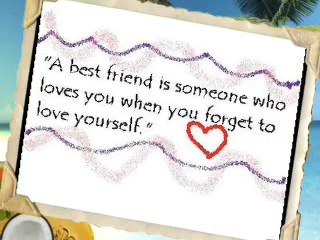 "A best friend is someone who
loves you when you forget to
love yourself."